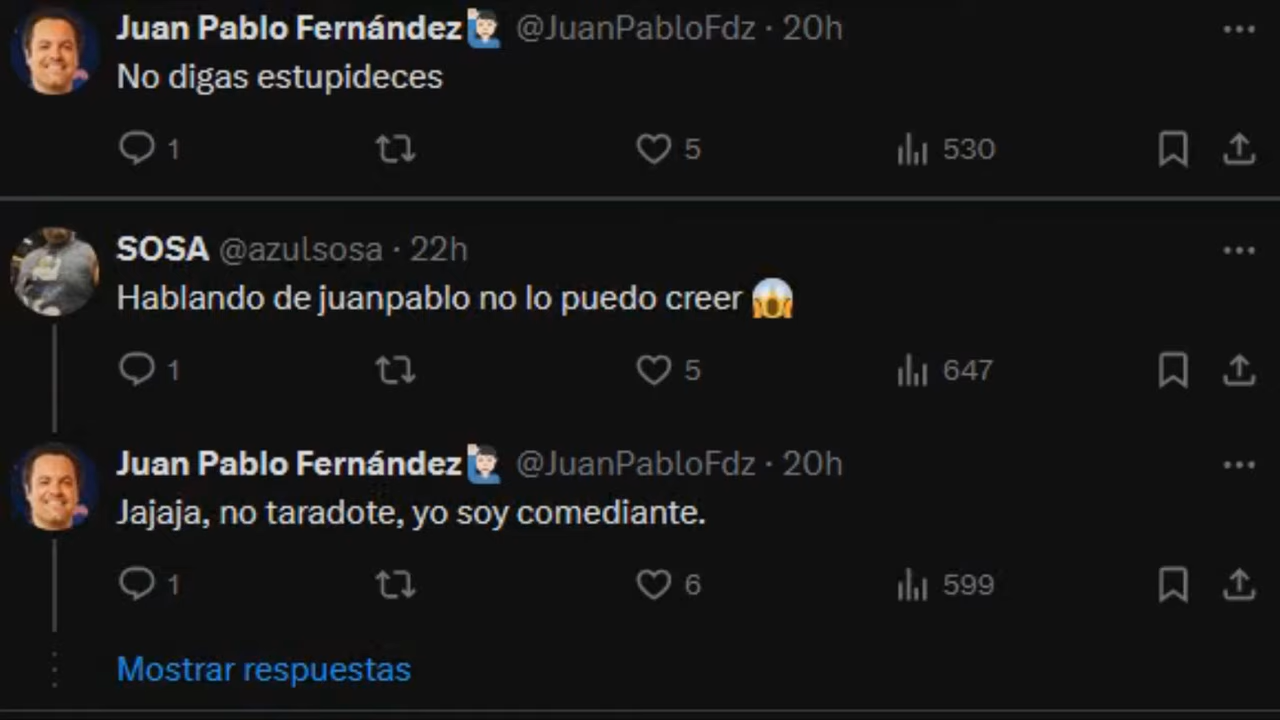 Juan Pablo Fernández🙋🏻‍♂️ @JuanPabloFdz · 20h
No digas estupideces
1 5 530
SOSA @azulsosa · 22h
Hablando de juanpablo no lo puedo creer 😱
1 5 647
Juan Pablo Fernández🙋🏻‍♂️ @JuanPabloFdz · 20h
Jajaja, no taradote, yo soy comediante.
1 6 599
Mostrar respuestas